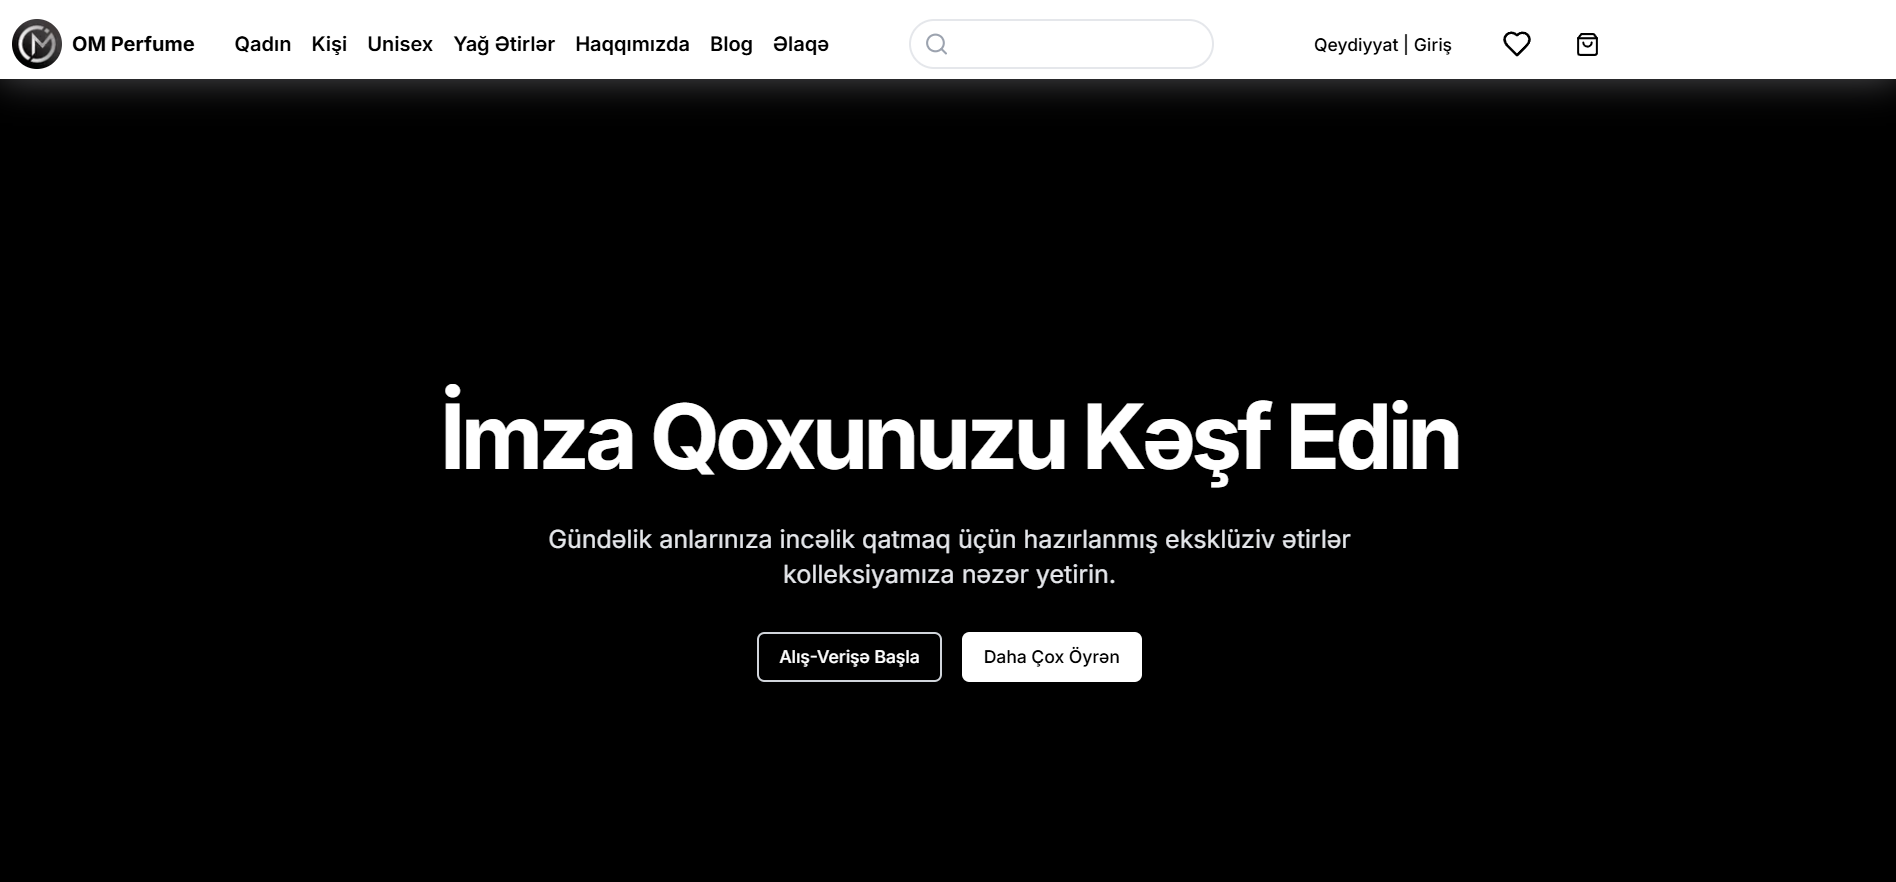 OM Perfume Qadın Kişi Unisex Yağ Ətirlər Haqqımızda Blog Əlaqə Qeydiyyat | Giriş
İmza Qoxunuzu Kəşf Edin
Gündəlik anlarınıza incəlik qatmaq üçün hazırlanmış eksklüziv ətirlər
kolleksiyamıza nəzər yetirin.
Alış-Verişə Başla Daha Çox Öyrən